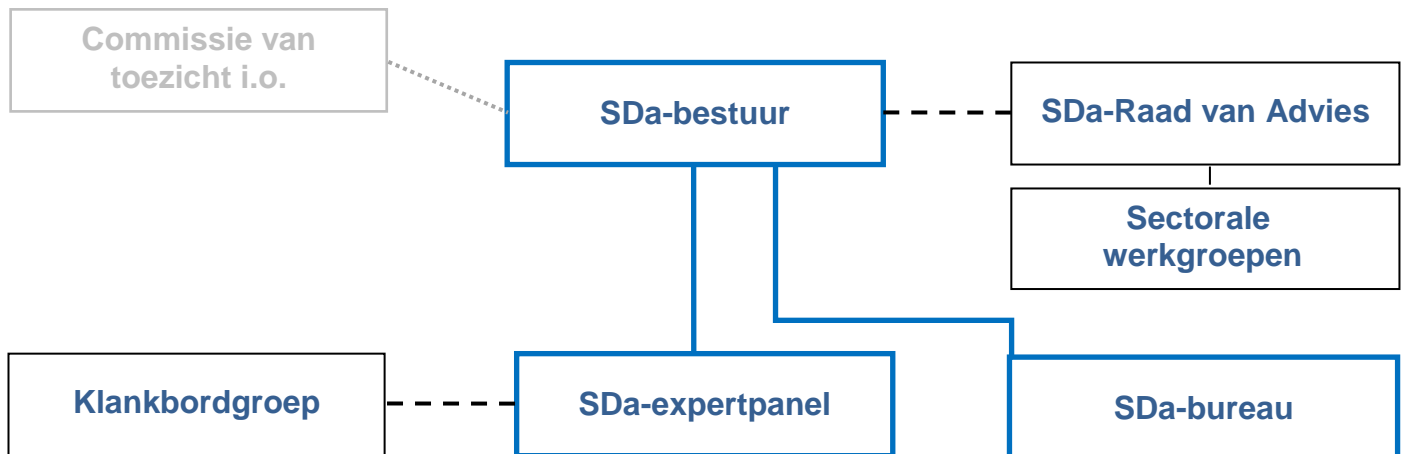 Commissie van
toezicht i.o.
SDa-bestuur
SDa-Raad van Advies
Sectorale
werkgroepen
Klankbordgroep
SDa-expertpanel
SDa-bureau